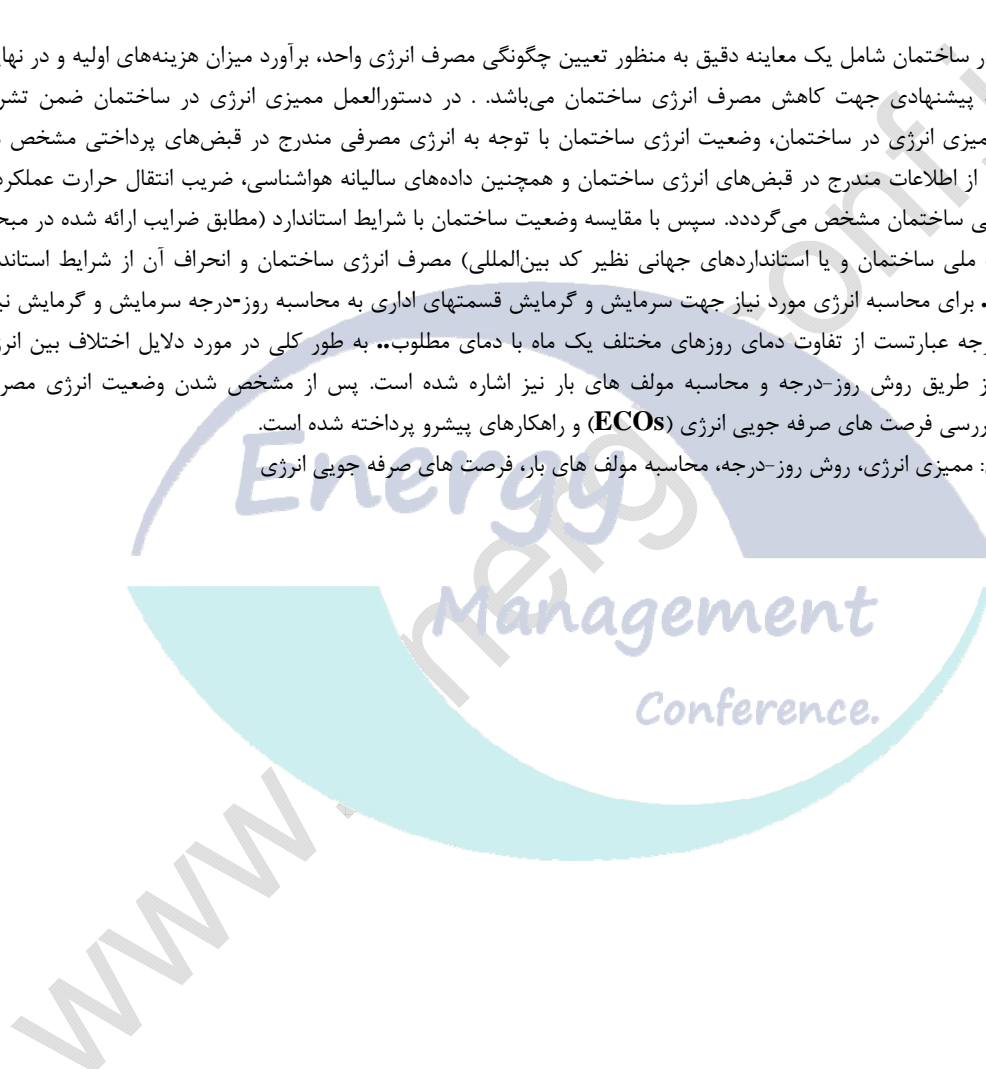 ر ساختمان شامل یک معاینه دقیق به منظور تعیین چگونگی مصرف انرژی واحد، برآورد میزان هزینه‌های اولیه و در نهای
پیشنهادی جهت کاهش مصرف انرژی ساختمان می‌باشد. . در دستورالعمل ممیزی انرژی در ساختمان ضمن تشر
میزی انرژی در ساختمان، وضعیت انرژی ساختمان با توجه به انرژی مصرفی مندرج در قبض‌های پرداختی مشخص
از اطلاعات مندرج در قبض‌های انرژی ساختمان و همچنین داده‌های سالیانه هواشناسی، ضریب انتقال حرارت عملکرد
ی ساختمان مشخص می‌گرددد. سپس با مقایسه وضعیت ساختمان با شرایط استاندارد (مطابق ضرایب ارائه شده در مبح
ملی ساختمان و یا استانداردهای جهانی نظیر کد بین‌المللی) مصرف انرژی ساختمان و انحراف آن از شرایط استاند
. برای محاسبه انرژی مورد نیاز جهت سرمایش و گرمایش قسمتهای اداری به محاسبه روز-درجه سرمایش و گرمایش نی
رجه عبارتست از تفاوت دمای روزهای مختلف یک ماه با دمای مطلوب.. به طور کلی در مورد دلایل اختلاف بین انر
ز طریق روش روز-درجه و محاسبه مولف های بار نیز اشاره شده است. پس از مشخص شدن وضعیت انرژی مصر
ررسی فرصت های صرفه جویی انرژی (ECOs) و راهکارهای پیشرو پرداخته شده است.
: ممیزی انرژی، روش روز-درجه، محاسبه مولف های بار، فرصت های صرفه جویی انرژی
Energy
Management
Conference.